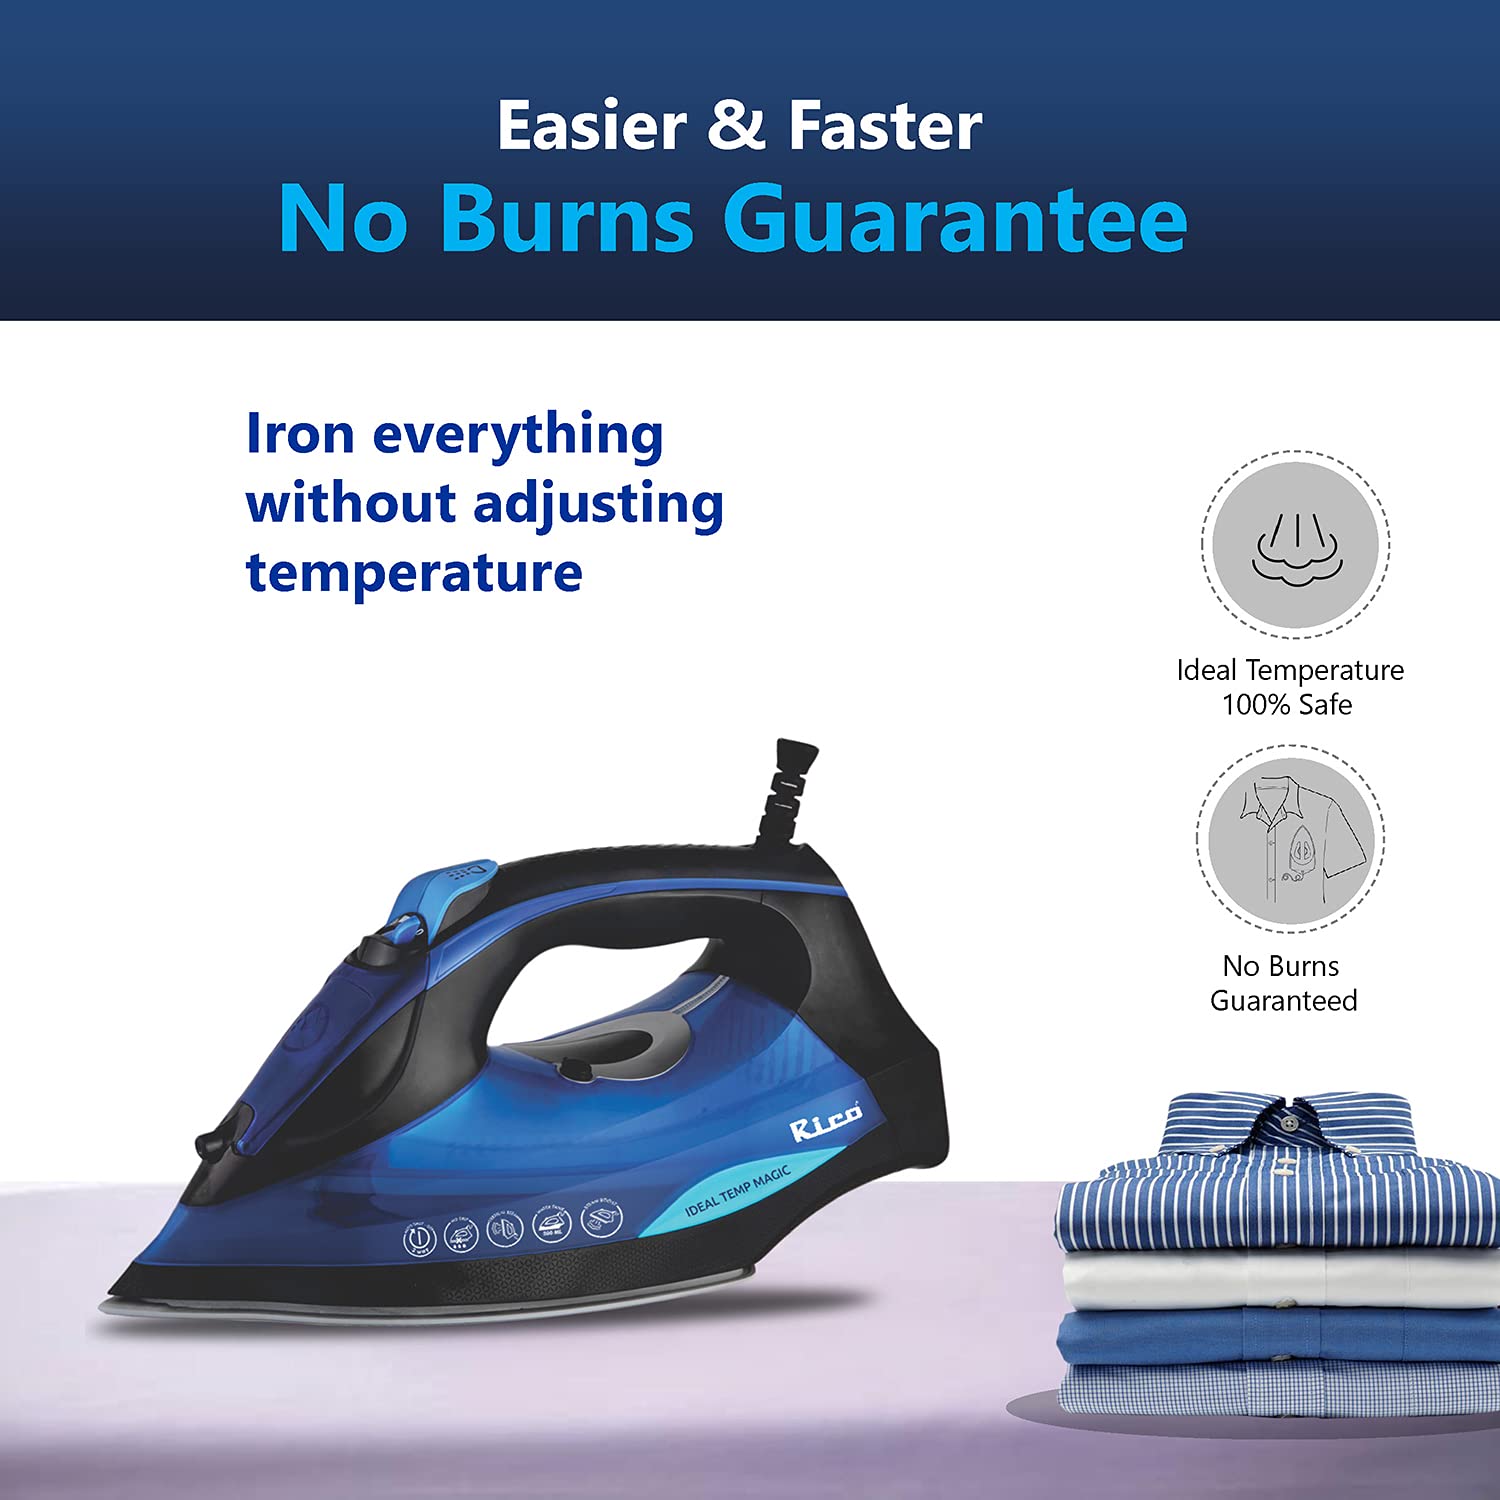 Easier & Faster
No Burns Guarantee
Iron everything
without adjusting
temperature
Ideal Temperature
100% Safe
No Burns
Guaranteed
Rico
IDEAL TEMP MAGIC